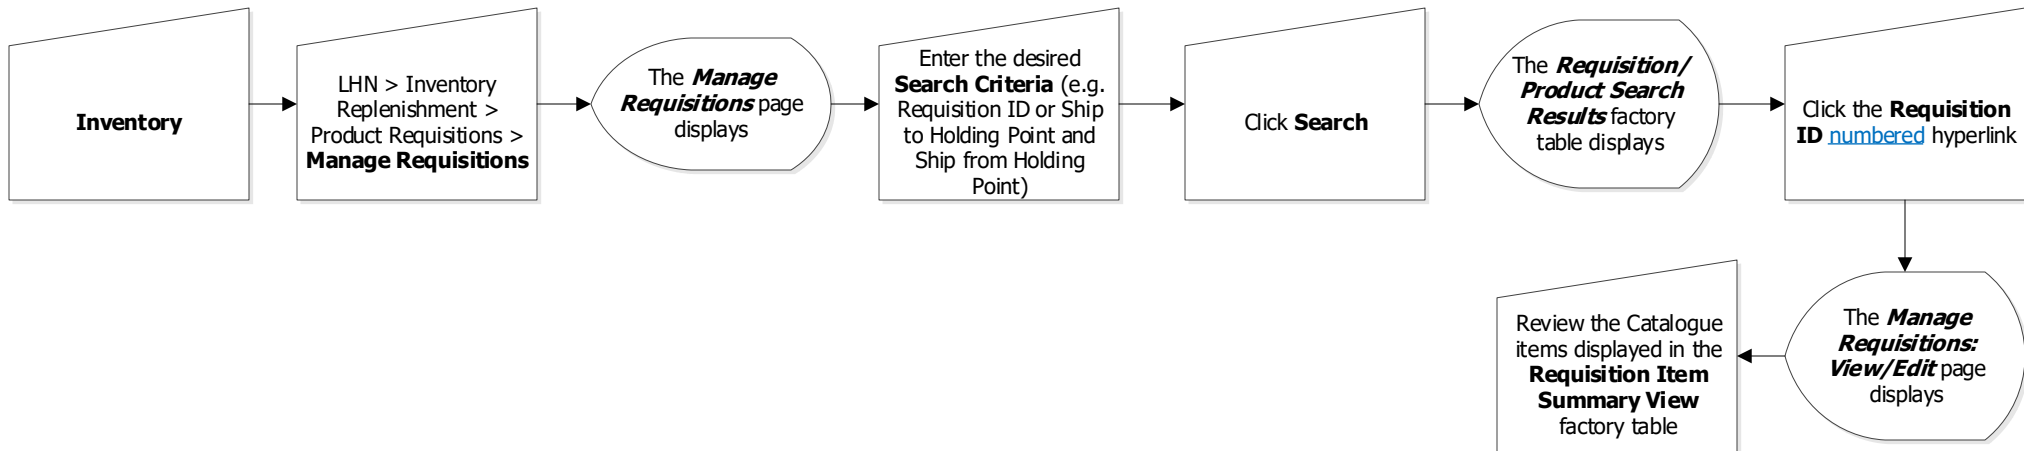 Inventory
LHN > Inventory
Replenishment >
Product Requisitions >
Manage Requisitions
The Manage
Requisitions page
displays
Enter the desired
Search Criteria (e.g.
Requisition ID or Ship
to Holding Point and
Ship from Holding
Point)
Click Search
The Requisition/
Product Search
Results factory
table displays
Click the Requisition
ID numbered hyperlink
The Manage
Requisitions:
View/Edit page
displays
Review the Catalogue
items displayed in the
Requisition Item
Summary View
factory table